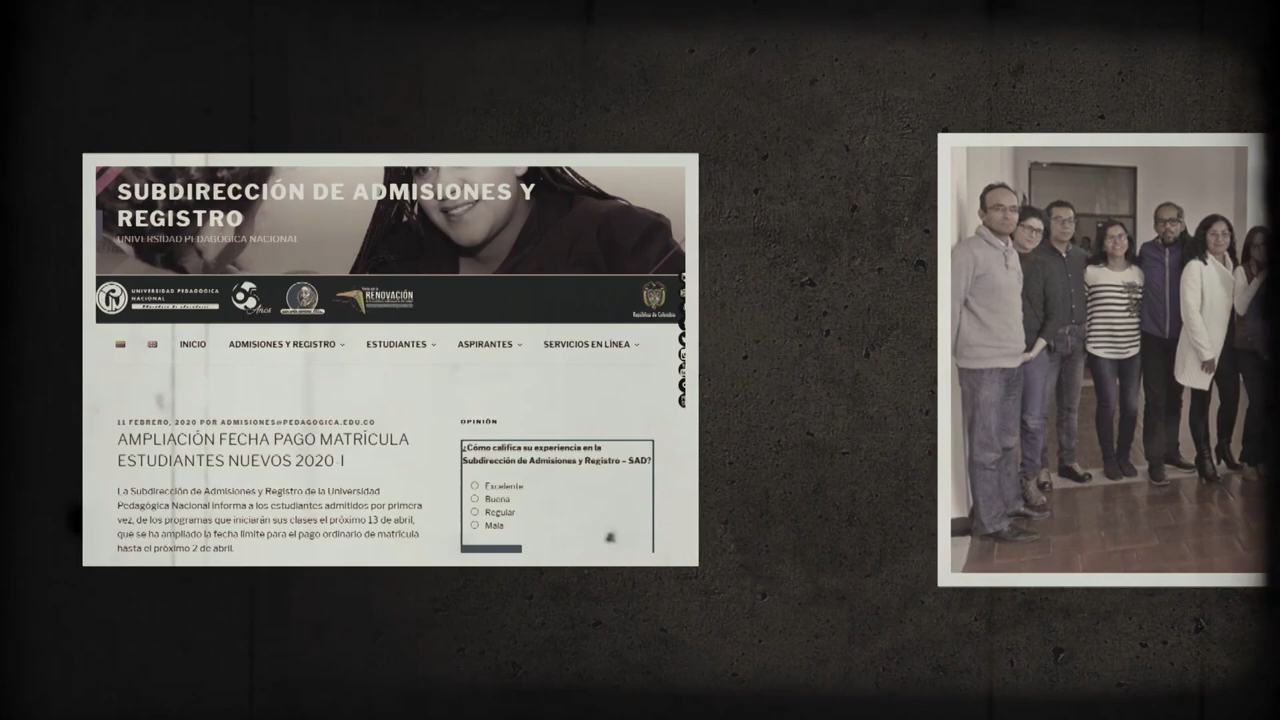 SUBDIRECCIÓN DE ADMISIONES Y
REGISTRO
UNIVERSIDAD PEDAGÓGICA NACIONAL
UNIVERSIDAD PEDAGÓGICA
NACIONAL
65 Años
RENOVACIÓN
República de Colombia
INICIO ADMISIONES Y REGISTRO ESTUDIANTES ASPIRANTES SERVICIOS EN LÍNEA
11 FEBRERO, 2020 POR ADMISIONES@PEDAGOGICA.EDU.CO
AMPLIACIÓN FECHA PAGO MATRÍCULA
ESTUDIANTES NUEVOS 2020-I
La Subdirección de Admisiones y Registro de la Universidad
Pedagógica Nacional informa a los estudiantes admitidos por primera
vez, de los programas que iniciarán sus clases el próximo 13 de abril,
que se ha ampliado la fecha límite para el pago ordinario de matrícula
hasta el próximo 2 de abril.
OPINIÓN
¿Cómo califica su experiencia en la
Subdirección de Admisiones y Registro – SAD?
Excelente
Buena
Regular
Mala